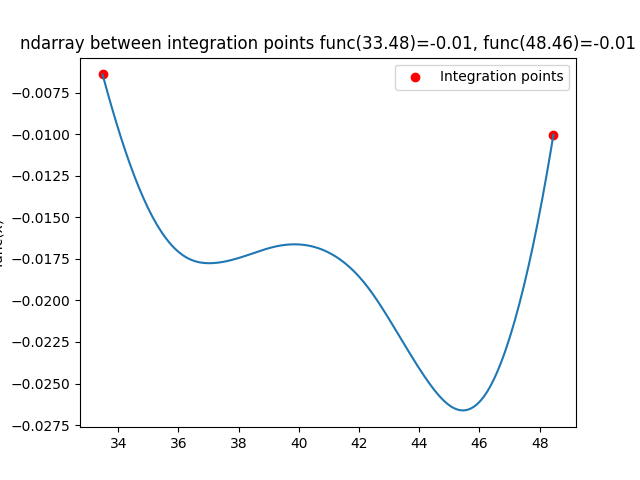 ndarray between integration points func(33.48)=-0.01, func(48.46)=-0.01
Integration points
−0.0075
−0.0100
−0.0125
−0.0150
−0.0175
−0.0200
−0.0225
−0.0250
−0.0275
func(x)
34 36 38 40 42 44 46 48